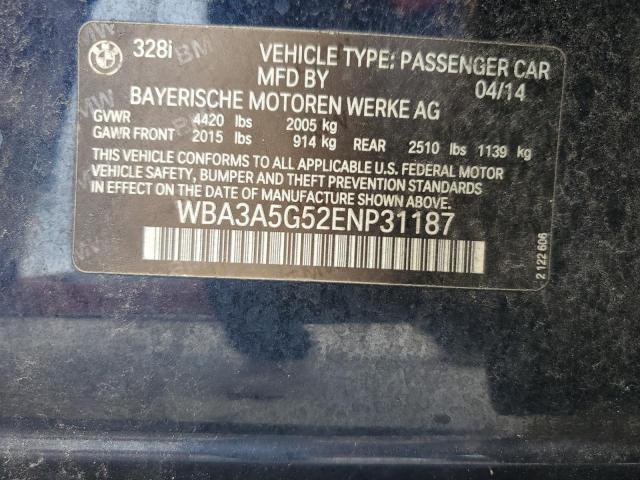 328i VEHICLE TYPE: PASSENGER CAR
MFD BY 04/14
BAYERISCHE MOTOREN WERKE AG
GVWR 4420 lbs 2005 kg
GAWR FRONT 2015 lbs 914 kg REAR 2510 lbs 1139 kg
THIS VEHICLE CONFORMS TO ALL APPLICABLE U.S. FEDERAL MOTOR
VEHICLE SAFETY, BUMPER AND THEFT PREVENTION STANDARDS
IN EFFECT ON THE DATE OF MANUFACTURE SHOWN ABOVE.
WBA3A5G52ENP31187
2 122 606